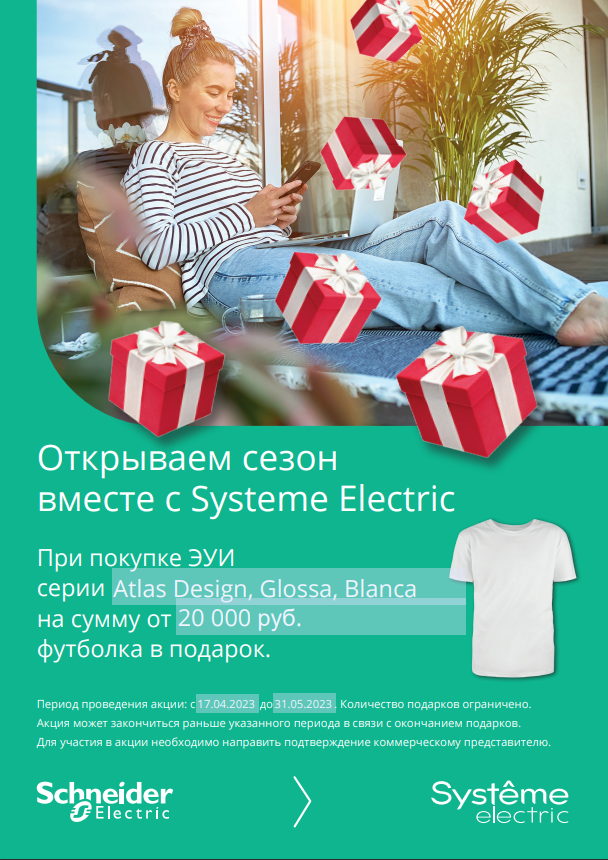 Открываем сезон
вместе с Systeme Electric
При покупке ЭУИ
серии Atlas Design, Glossa, Blanca
на сумму от 20 000 руб.
футболка в подарок.
Период проведения акции: с 17.04.2023 до 31.05.2023 . Количество подарков ограничено.
Акция может закончиться раньше указанного периода в связи с окончанием подарков.
Для участия в акции необходимо направить подтверждение коммерческому представителю.
Schneider
Electric
Systême
electric